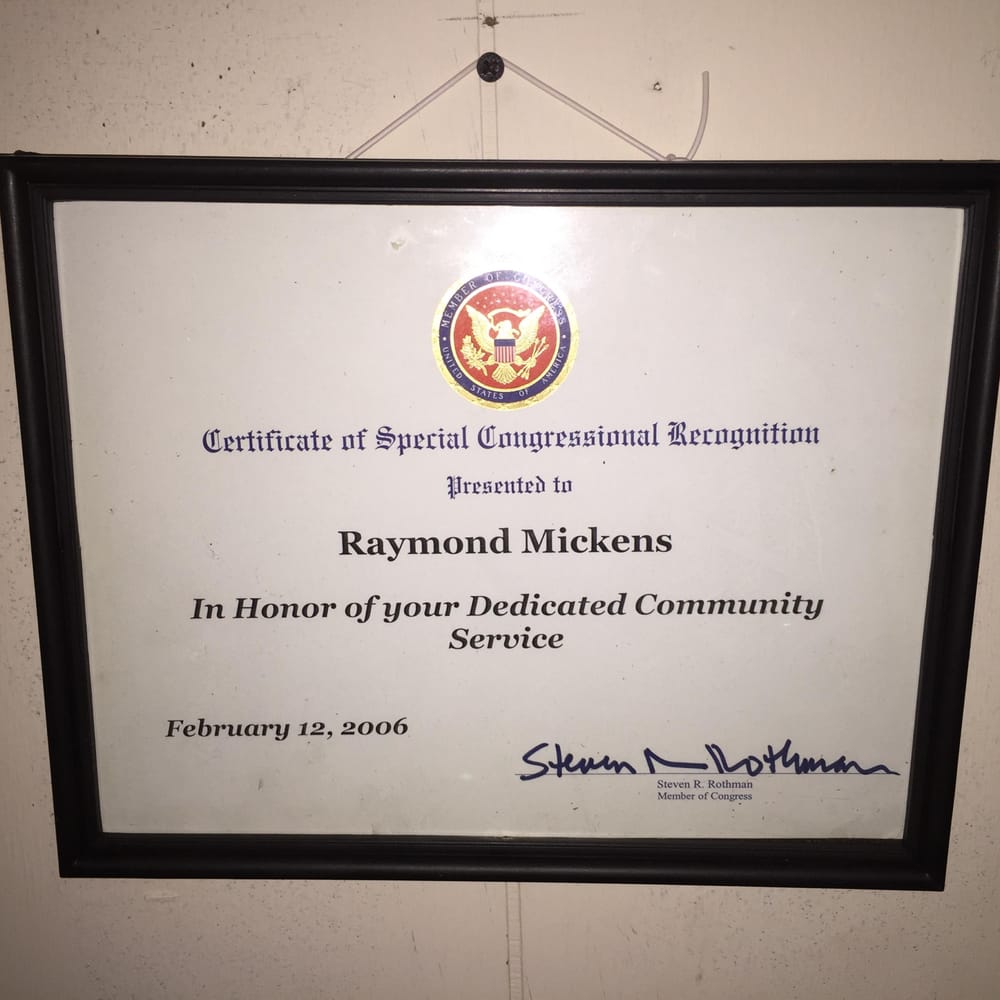 MEMBER OF CONGRESS
UNITED STATES OF AMERICA
Certificate of Special Congressional Recognition
Presented to
Raymond Mickens
In Honor of your Dedicated Community
Service
February 12, 2006
Steven R Rothman
Steven R. Rothman
Member of Congress